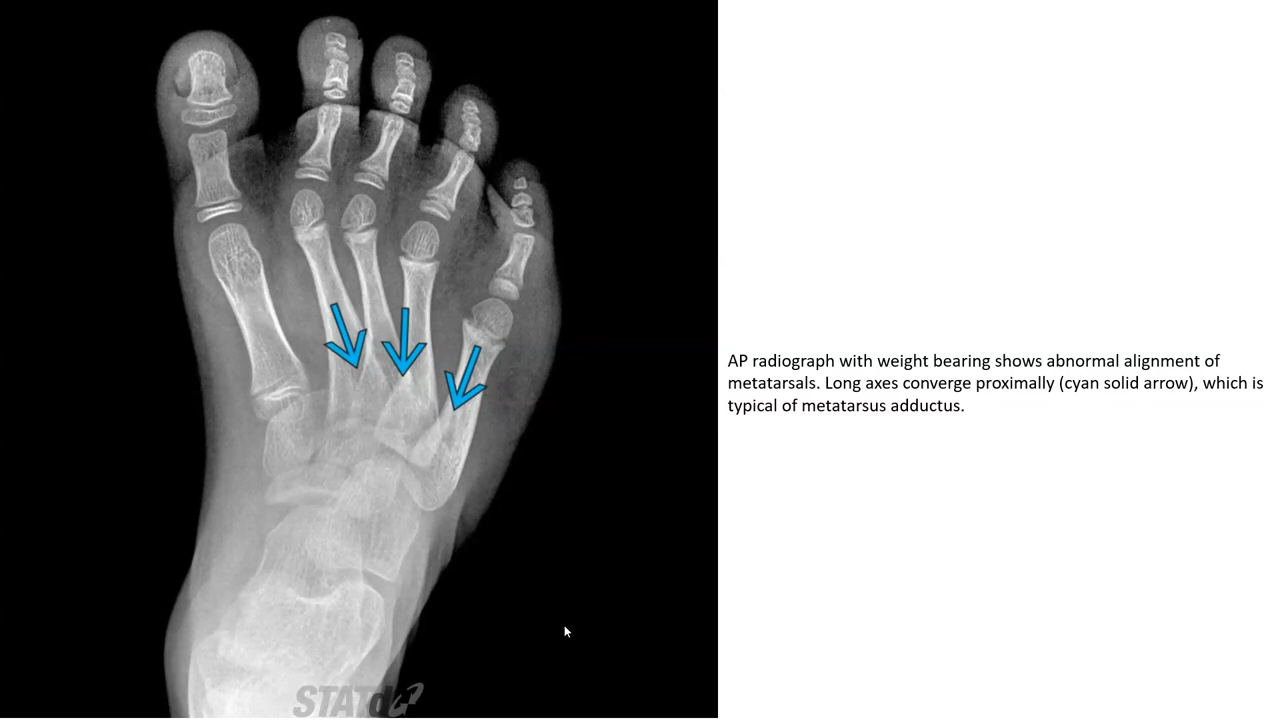 AP radiograph with weight bearing shows abnormal alignment of
metatarsals. Long axes converge proximally (cyan solid arrow), which is
typical of metatarsus adductus.
STATdx